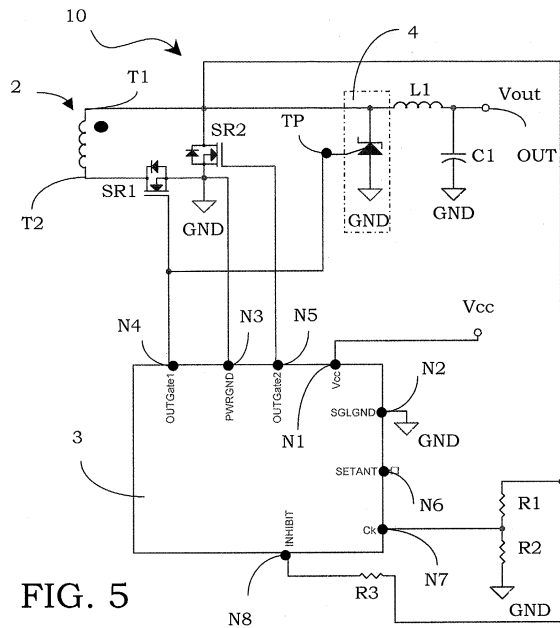 10
4
2
T1
L1
Vout
SR2
TP
C1
OUT
SR1
T2
GND
GND
GND
Vcc
N4
N3
N5
N2
OUTGate1
PWRGND
OUTGate2
Vcc
SGLGND
N1
GND
3
SETANT
N6
R1
Ck
INHIBIT
R2
N7
GND
N8
R3
FIG. 5